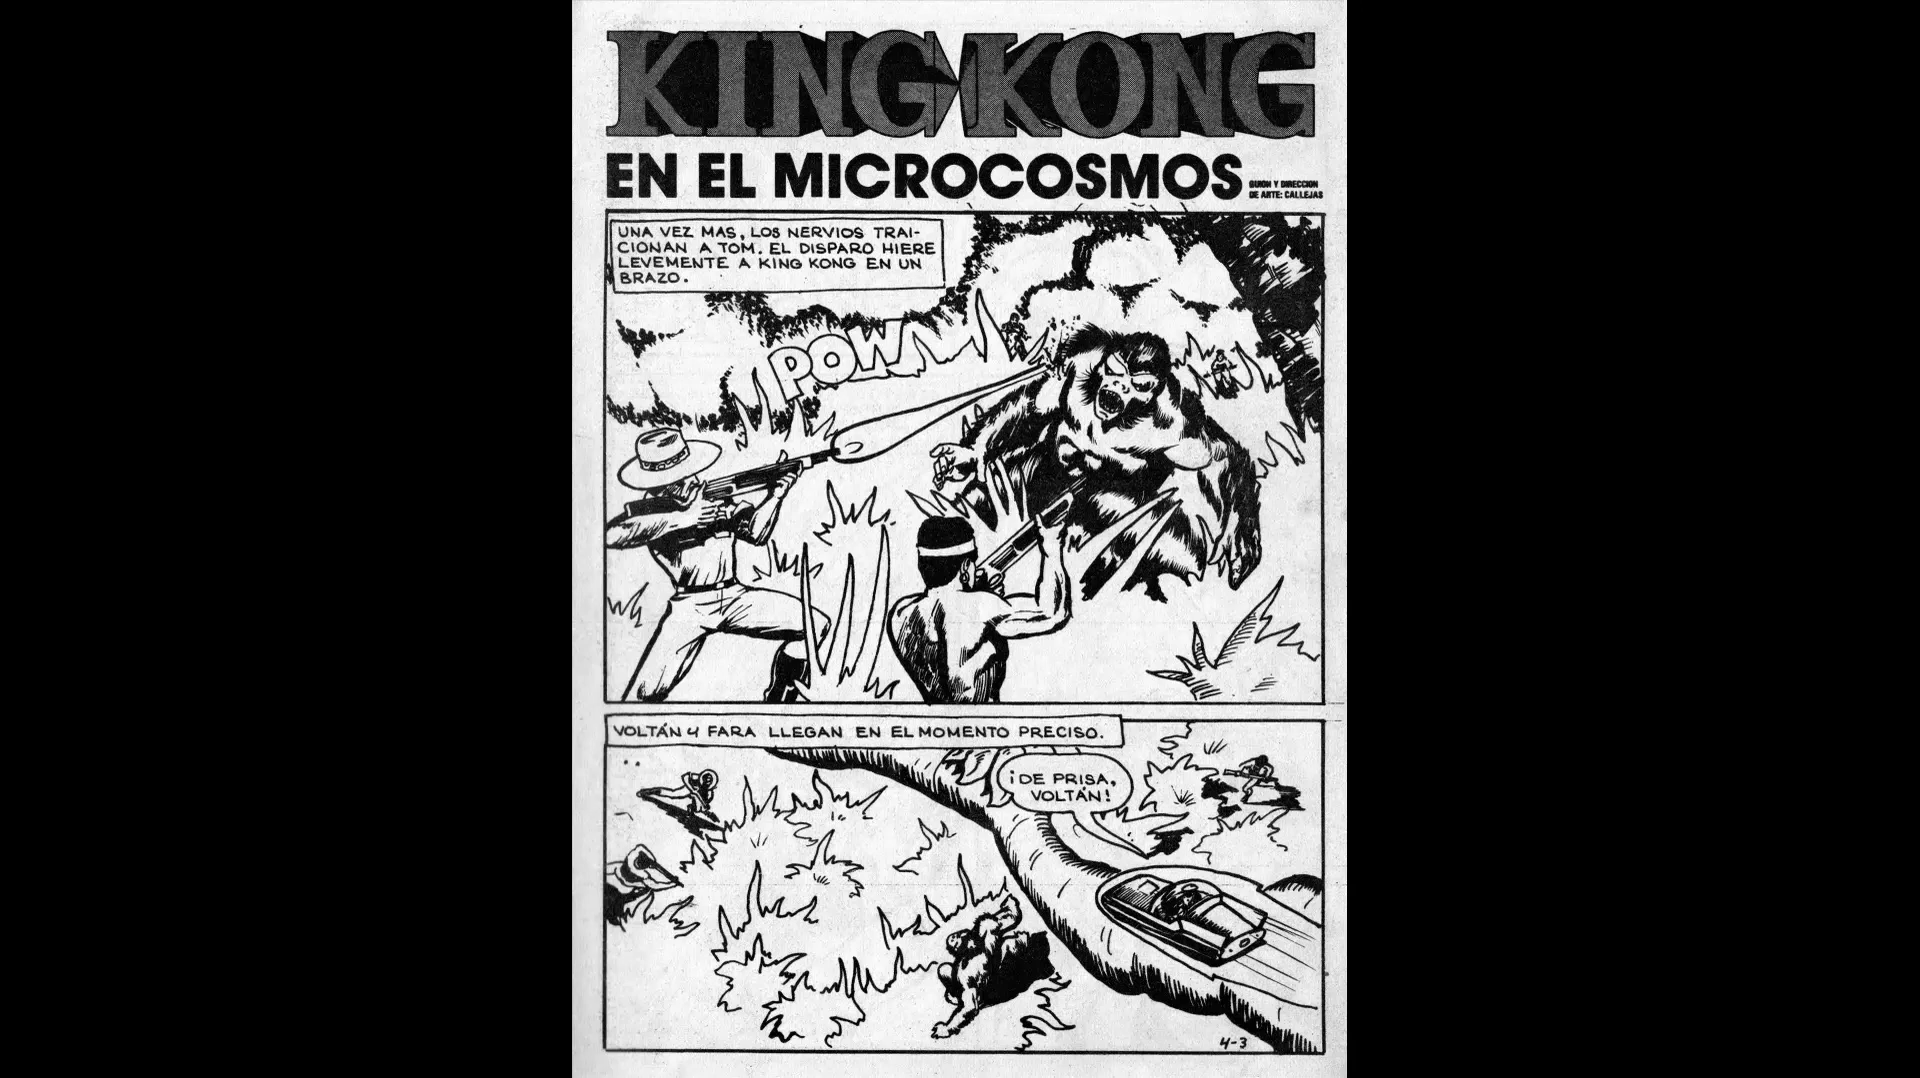 KING KONG
EN EL MICROCOSMOS
GUION Y DIRECCION
DE ARTE: CALLEJAS
UNA VEZ MAS, LOS NERVIOS TRAI-
CIONAN A TOM. EL DISPARO HIERE
LEVEMENTE A KING KONG EN UN
BRAZO.
POW
VOLTÁN Y FARA LLEGAN EN EL MOMENTO PRECISO.
¡DE PRISA,
VOLTÁN!
4-3